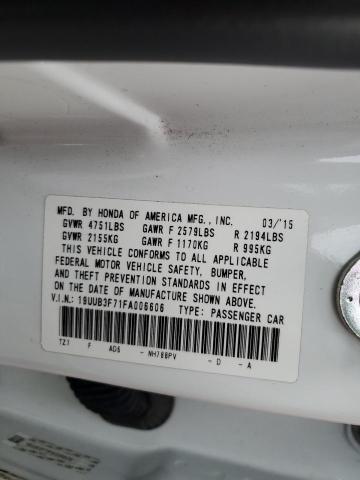 MFD. BY HONDA OF AMERICA MFG., INC. 03/'15
GVWR 4751LBS GAWR F 2579LBS R 2194LBS
GVWR 2155KG GAWR F 1170KG R 995KG
THIS VEHICLE CONFORMS TO ALL APPLICABLE
FEDERAL MOTOR VEHICLE SAFETY, BUMPER,
AND THEFT PREVENTION STANDARDS IN EFFECT
ON THE DATE OF MANUFACTURE SHOWN ABOVE.
V.I.N.: 19UUB3F71FA006606 TYPE: PASSENGER CAR
TZ1 F AD6 - NH788PV - D - A